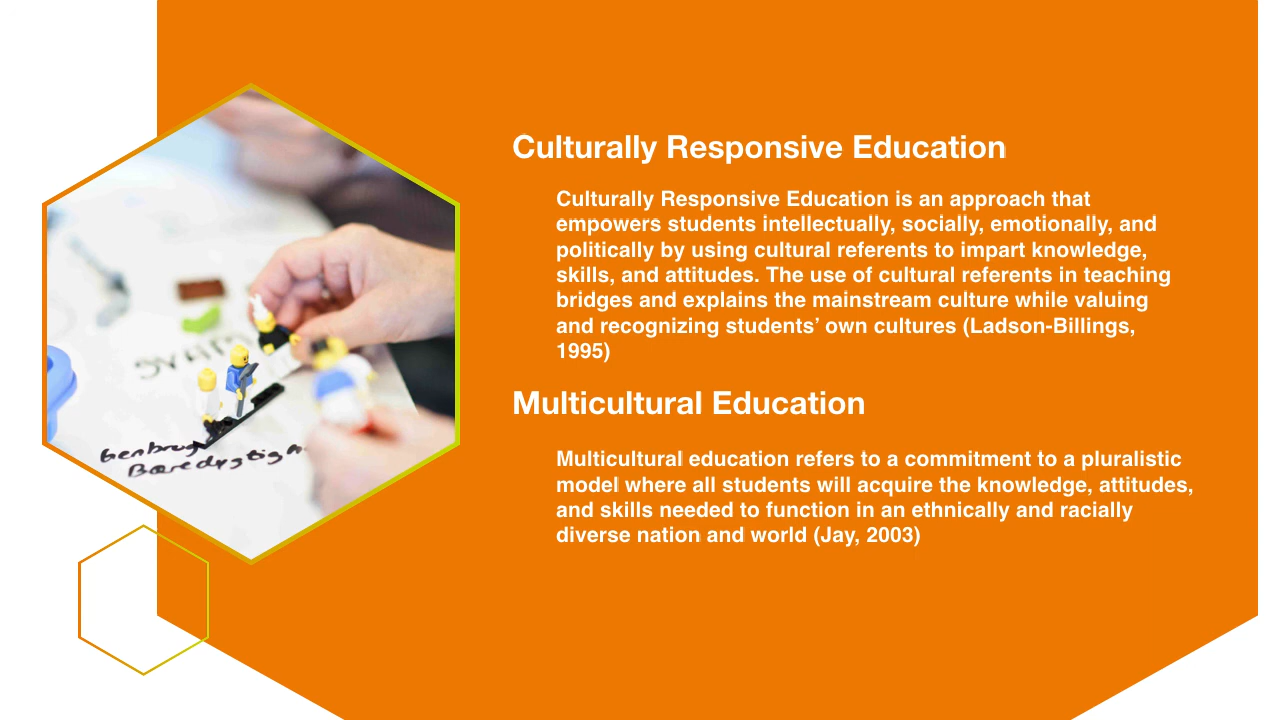 Culturally Responsive Education
Culturally Responsive Education is an approach that
empowers students intellectually, socially, emotionally, and
politically by using cultural referents to impart knowledge,
skills, and attitudes. The use of cultural referents in teaching
bridges and explains the mainstream culture while valuing
and recognizing students’ own cultures (Ladson-Billings,
1995)
Multicultural Education
Multicultural education refers to a commitment to a pluralistic
model where all students will acquire the knowledge, attitudes,
and skills needed to function in an ethnically and racially
diverse nation and world (Jay, 2003)